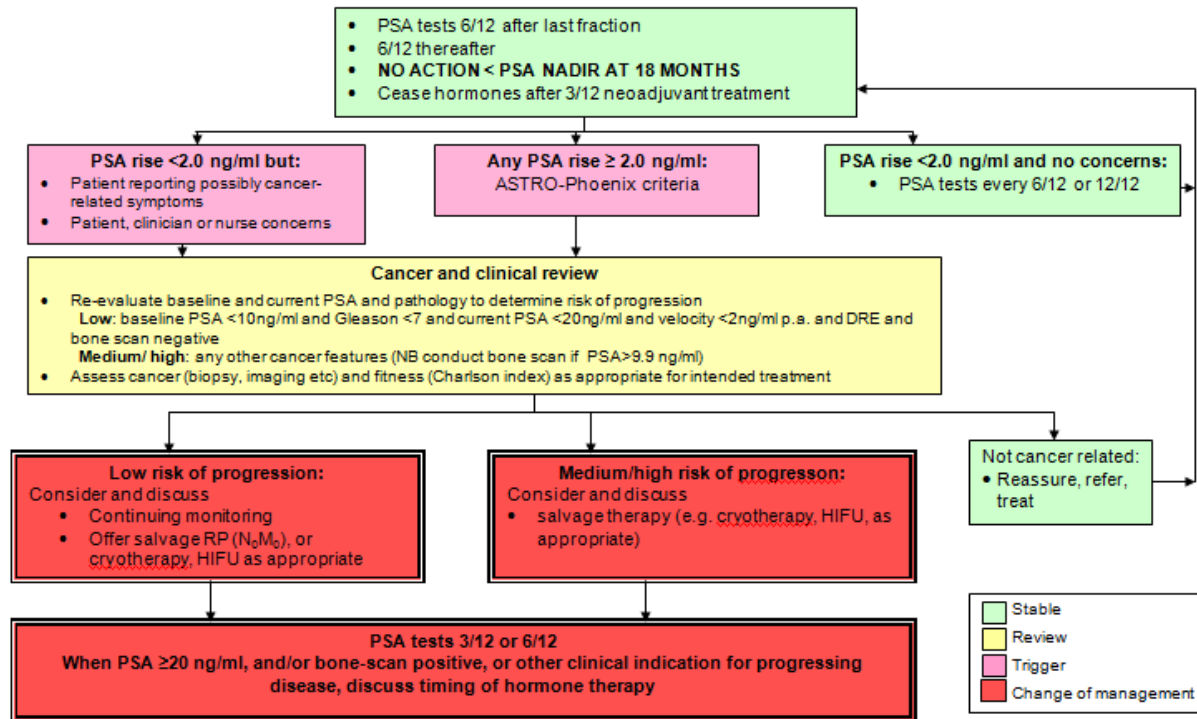 • PSA tests 6/12 after last fraction
• 6/12 thereafter
• NO ACTION < PSA NADIR AT 18 MONTHS
• Cease hormones after 3/12 neoadjuvant treatment
PSA rise <2.0 ng/ml but:
• Patient reporting possibly cancer-
related symptoms
• Patient, clinician or nurse concerns
Any PSA rise ≥ 2.0 ng/ml:
ASTRO-Phoenix criteria
PSA rise <2.0 ng/ml and no concerns:
• PSA tests every 6/12 or 12/12
Cancer and clinical review
• Re-evaluate baseline and current PSA and pathology to determine risk of progression
Low: baseline PSA <10ng/ml and Gleason <7 and current PSA <20ng/ml and velocity <2ng/ml p.a. and DRE and
bone scan negative
Medium/ high: any other cancer features (NB conduct bone scan if PSA>9.9 ng/ml)
• Assess cancer (biopsy, imaging etc) and fitness (Charlson index) as appropriate for intended treatment
Low risk of progression:
Consider and discuss
• Continuing monitoring
• Offer salvage RP (N₀M₀), or
cryotherapy, HIFU as appropriate
Medium/high risk of progresson:
Consider and discuss
• salvage therapy (e.g. cryotherapy, HIFU, as
appropriate)
Not cancer related:
• Reassure, refer,
treat
PSA tests 3/12 or 6/12
When PSA ≥20 ng/ml, and/or bone-scan positive, or other clinical indication for progressing
disease, discuss timing of hormone therapy
Stable
Review
Trigger
Change of management